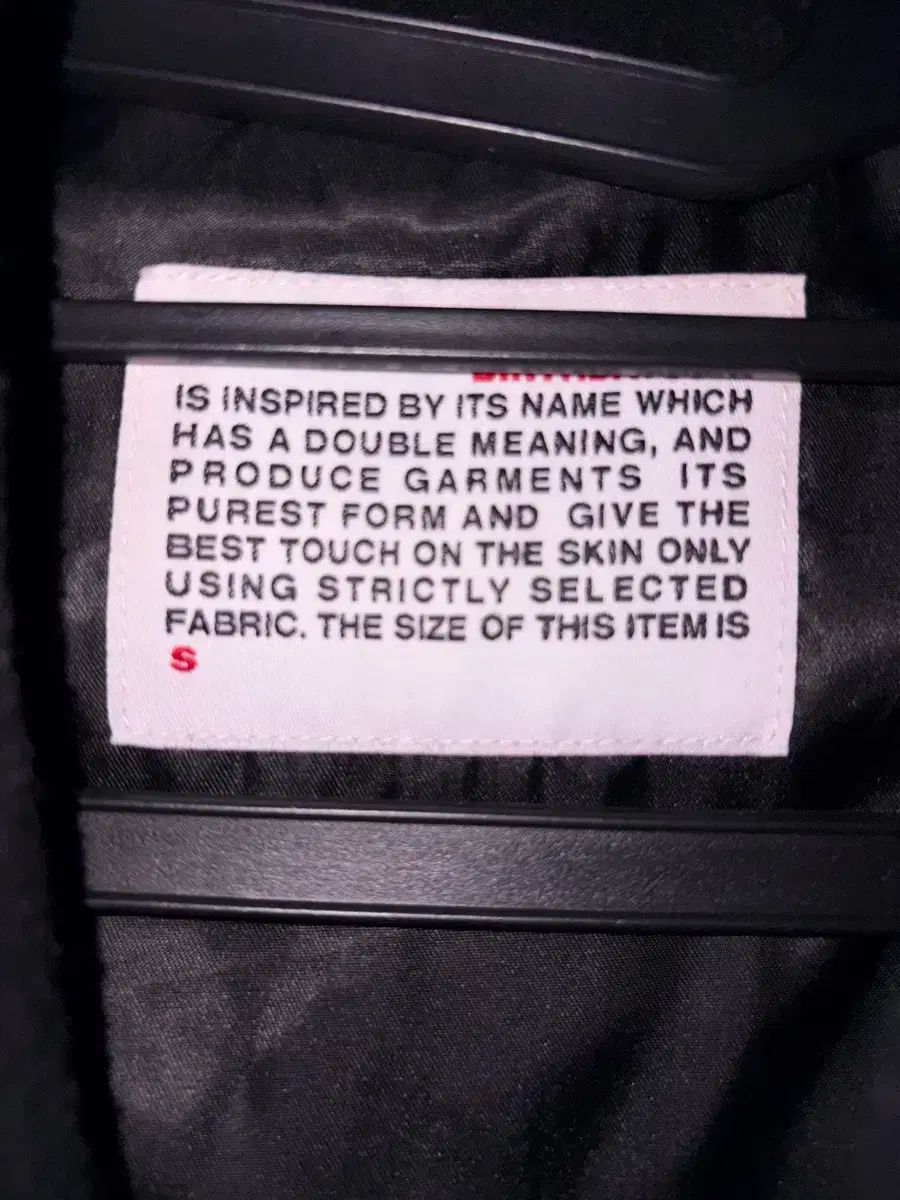 IS INSPIRED BY ITS NAME WHICH
HAS A DOUBLE MEANING, AND
PRODUCE GARMENTS ITS
PUREST FORM AND GIVE THE
BEST TOUCH ON THE SKIN ONLY
USING STRICTLY SELECTED
FABRIC. THE SIZE OF THIS ITEM IS
S